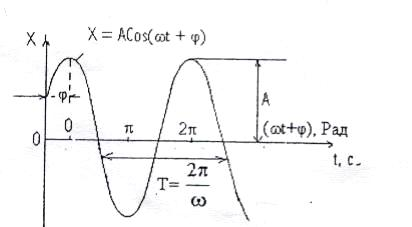 X
X = ACos(ωt + φ)
φ
0
A
0
π
2π
(ωt+φ), Рад
t, c.
T= 2π
ω